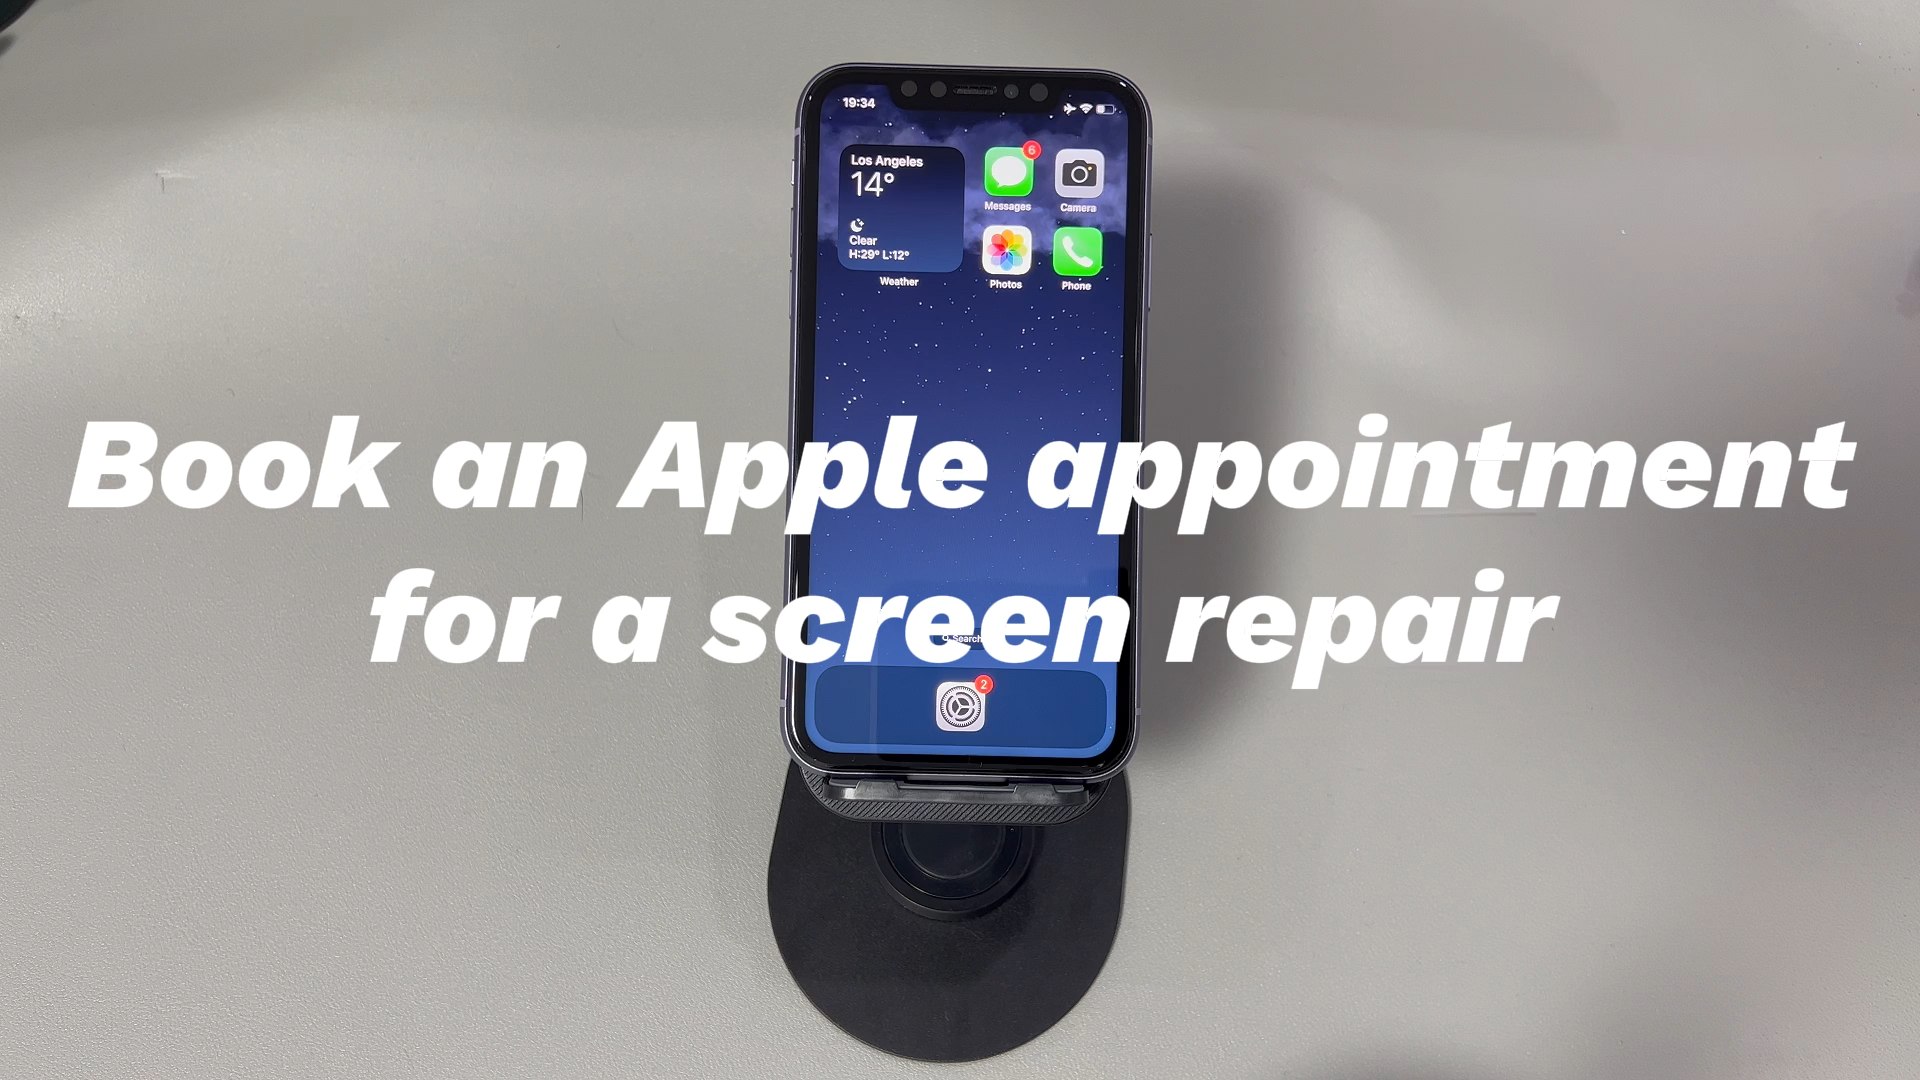 19:34
Los Angeles
14°
Clear
H:29° L:12°
Weather
6
Messages
Camera
Photos
Phone
Book an Apple appointment
for a screen repair
Search
2